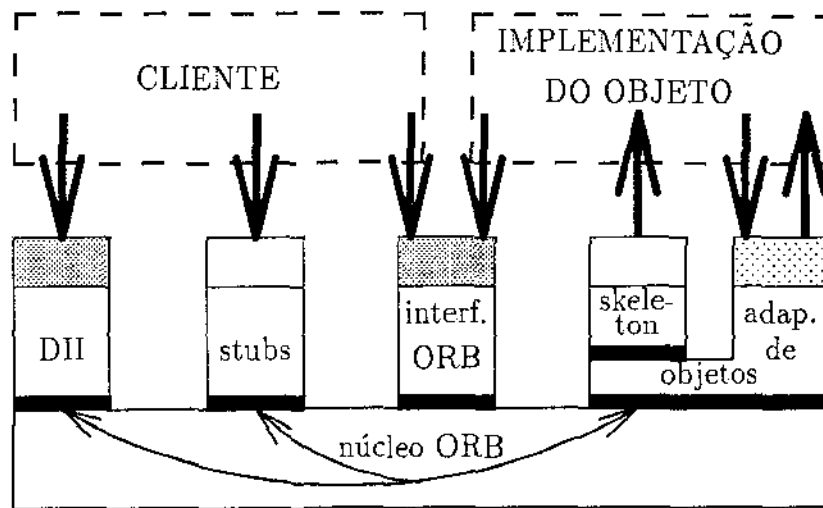 CLIENTE
IMPLEMENTAÇÃO
DO OBJETO
DII
stubs
interf.
ORB
skele-
ton
adap.
de
objetos
núcleo ORB